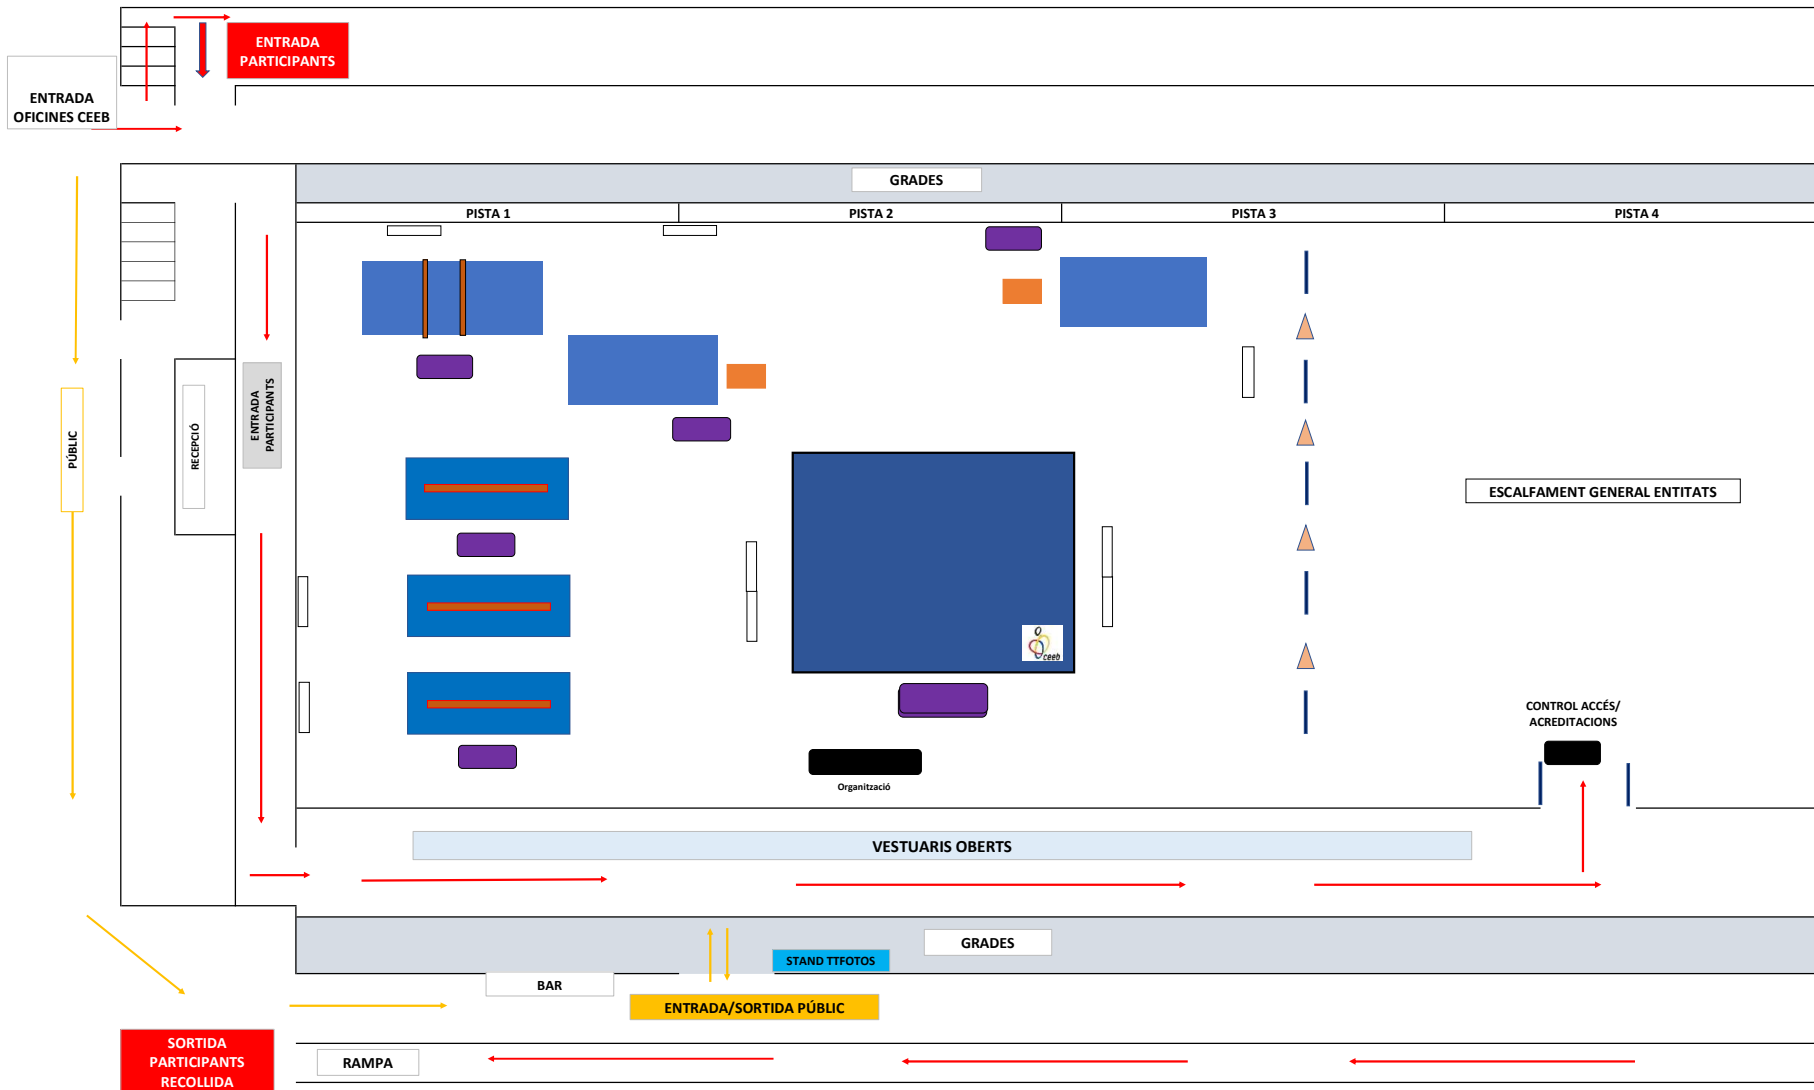 ENTRADA
PARTICIPANTS
ENTRADA
OFICINES CEEB
GRADES
PISTA 1
PISTA 2
PISTA 3
PISTA 4
PÚBLIC
RECEPCIÓ
ENTRADA
PARTICIPANTS
ESCALFAMENT GENERAL ENTITATS
ceeb
CONTROL ACCÉS/
ACREDITACIONS
Organització
VESTUARIS OBERTS
GRADES
STAND TTFOTOS
BAR
ENTRADA/SORTIDA PÚBLIC
SORTIDA
PARTICIPANTS
RECOLLIDA
RAMPA